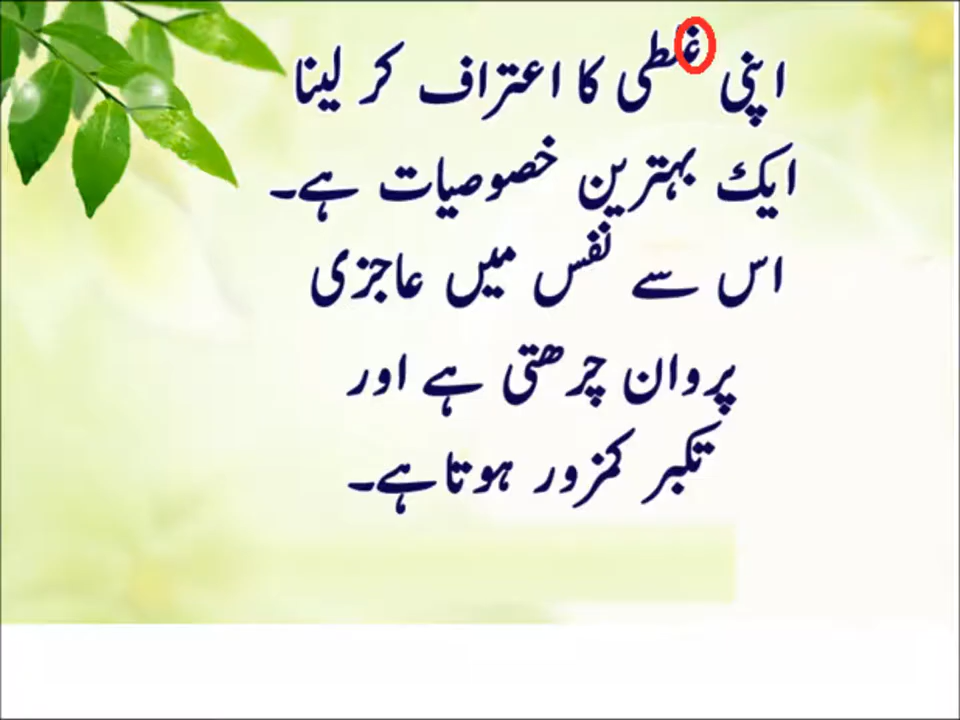 اپنی غلطی کا اعتراف کر لینا
ایک بہترین خصوصیات ہے۔
اس سے نفس میں عاجزی
پروان چڑھتی ہے اور
تکبر کمزور ہوتا ہے۔